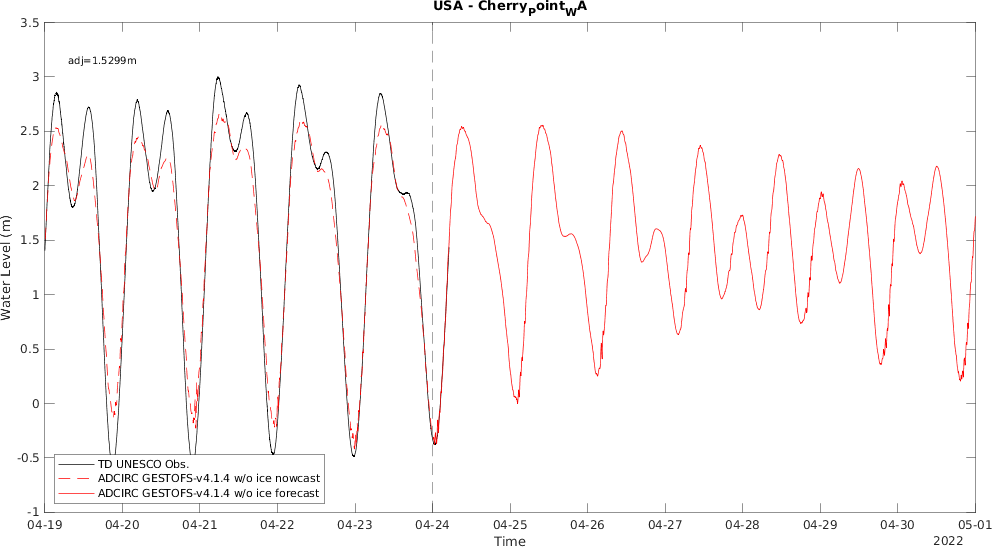 USA - Cherry_Point_WA
adj=1.5299m
3.5
3
2.5
2
1.5
1
0.5
0
-0.5
-1
Water Level (m)
TD UNESCO Obs.
ADCIRC GESTOFS-v4.1.4 w/o ice nowcast
ADCIRC GESTOFS-v4.1.4 w/o ice forecast
04-19 04-20 04-21 04-22 04-23 04-24 04-25 04-26 04-27 04-28 04-29 04-30 05-01
Time
2022